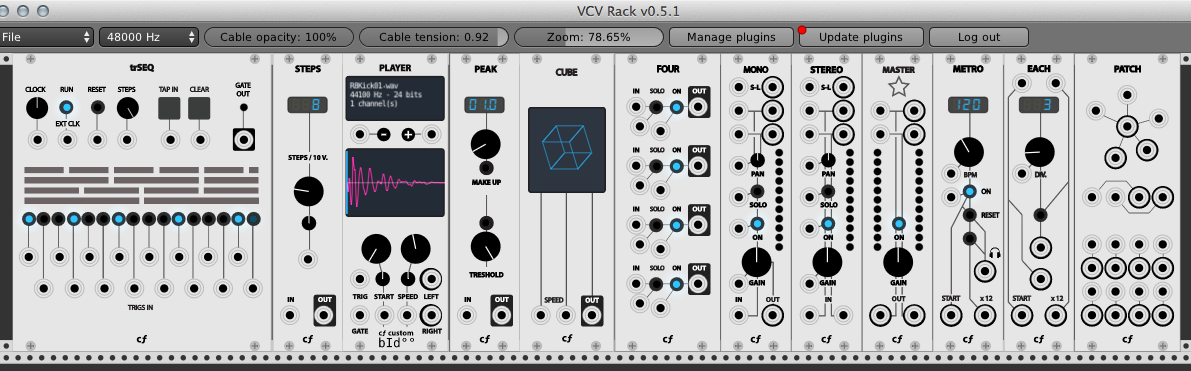 VCV Rack v0.5.1
File 48000 Hz Cable opacity: 100% Cable tension: 0.92 Zoom: 78.65% Manage plugins Update plugins Log out
trSEQ
CLOCK RUN RESET STEPS TAP IN CLEAR GATE OUT
EXT CLK
TRIGS IN
cf
STEPS
8
STEPS / 10 V.
IN OUT
cf
PLAYER
R8Kick01-wav
44100 Hz - 24 bits
1 channel(s)
TRIG START SPEED LEFT
GATE RIGHT
cf custom
bId°°
PEAK
01.0
MAKE UP
TRESHOLD
IN OUT
cf
CUBE
SPEED OUT
cf
FOUR
IN SOLO ON OUT
IN SOLO ON OUT
IN SOLO ON OUT
IN SOLO ON OUT
cf
MONO
S-L
PAN
SOLO
ON
GAIN
IN OUT
cf
STEREO
S-L
PAN
SOLO
ON
GAIN
IN
cf
MASTER
ON
GAIN
OUT
cf
METRO
120
BPM
ON
RESET
START x 12
cf
EACH
3
DIV.
START x 12
cf
PATCH
cf